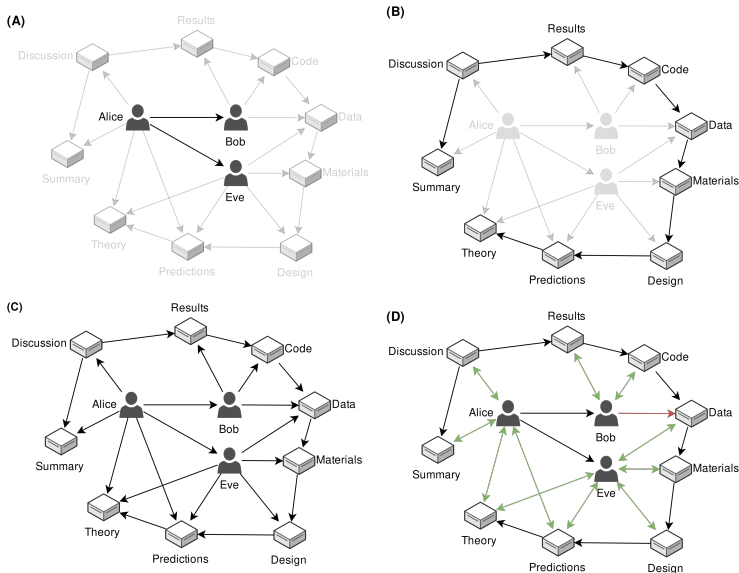 (A)
Results
Discussion
Code
Alice
Bob
Data
Eve
Materials
Summary
Theory
Predictions
Design
(B)
Results
Discussion
Code
Alice
Bob
Data
Eve
Materials
Summary
Theory
Predictions
Design
(C)
Results
Discussion
Code
Alice
Bob
Data
Eve
Materials
Summary
Theory
Predictions
Design
(D)
Results
Discussion
Code
Alice
Bob
Data
Eve
Materials
Summary
Theory
Predictions
Design